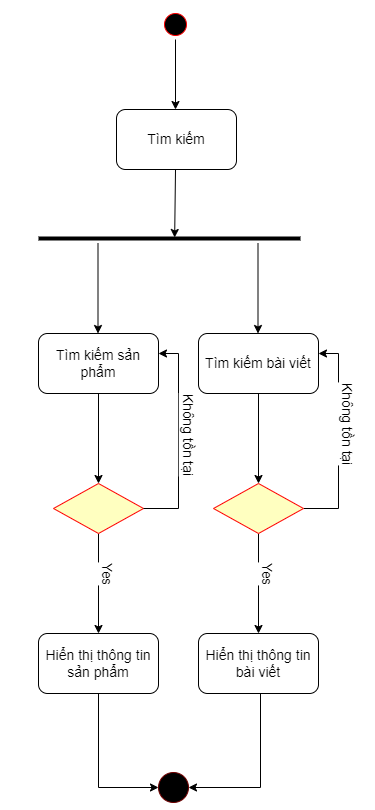 Tìm kiếm
Tìm kiếm sản
phẩm
Không tồn tại
Tìm kiếm bài viết
Không tồn tại
Yes
Yes
Hiển thị thông tin
sản phẩm
Hiển thị thông tin
bài viết